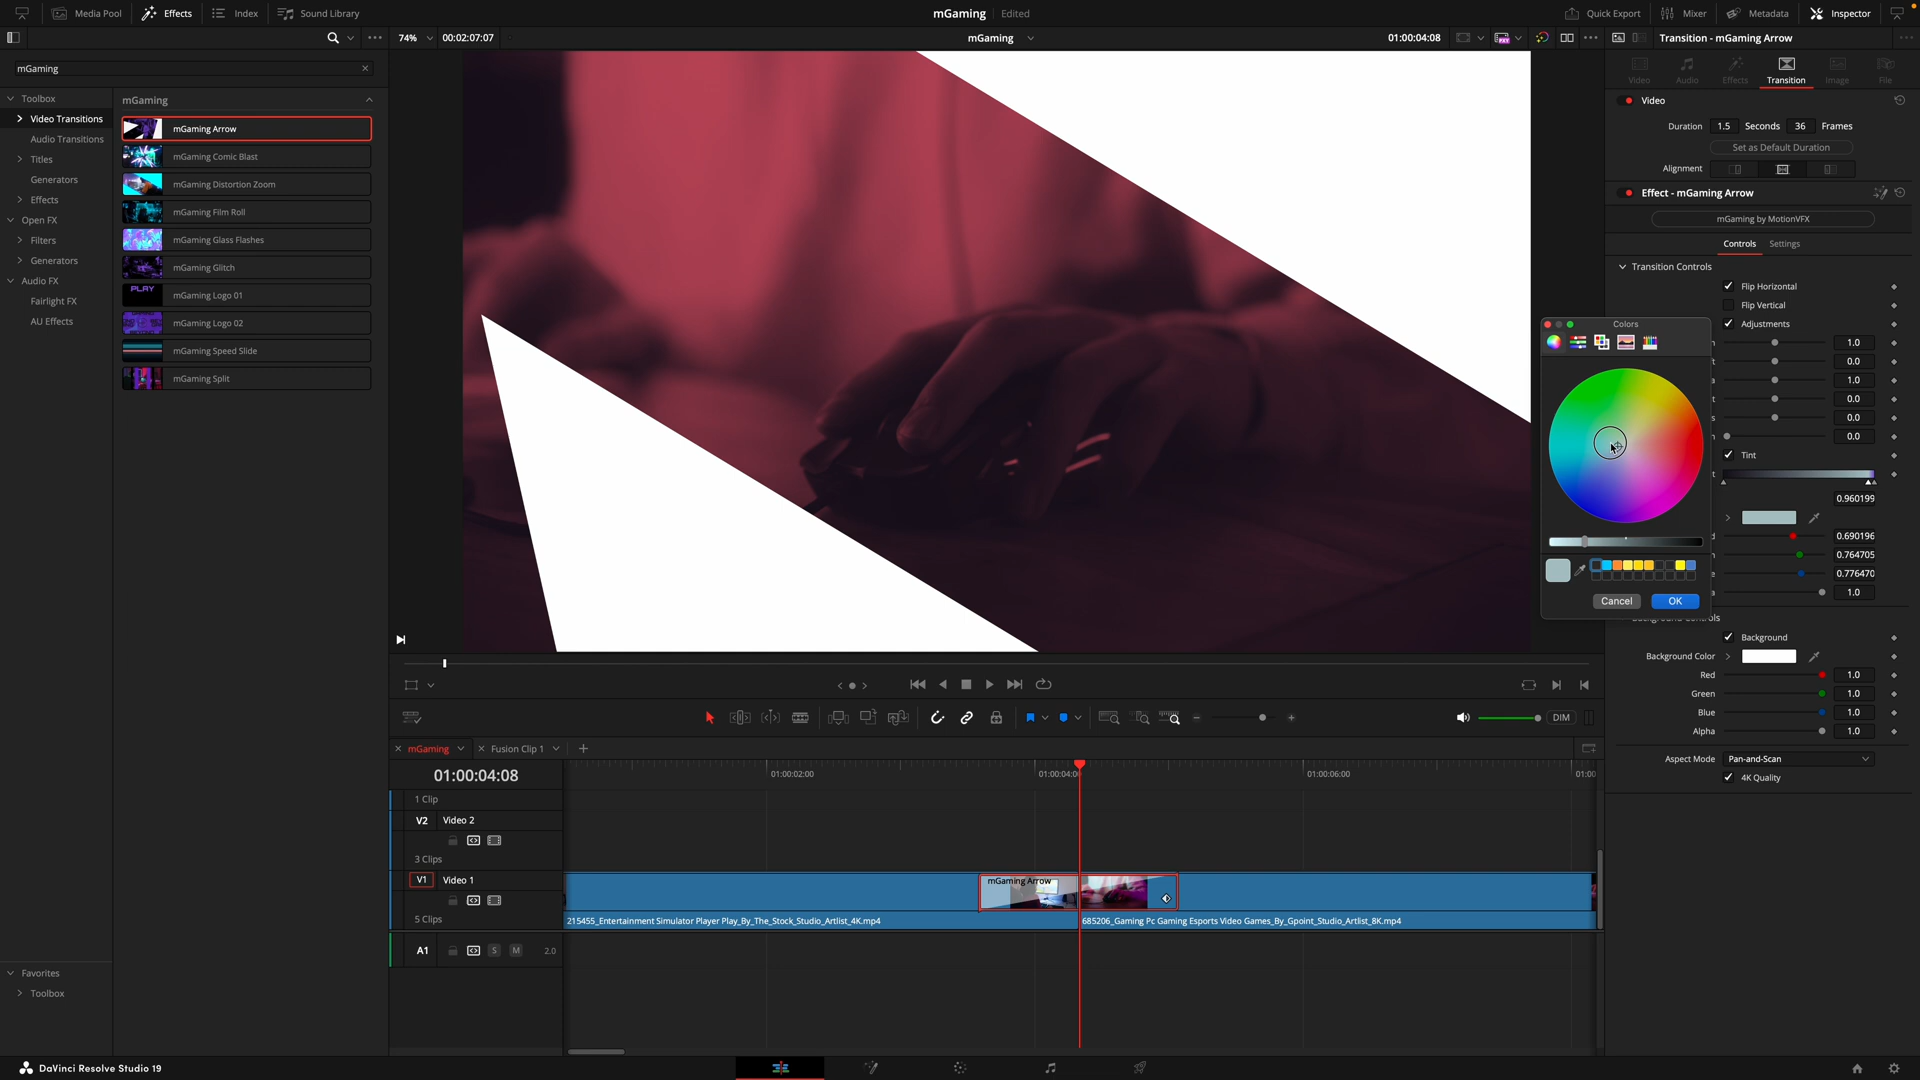 Media Pool
Effects
Index
Sound Library
mGaming
Edited
Quick Export
Mixer
Metadata
Inspector
74%
00:02:07:07
mGaming
01:00:04:08
Transition - mGaming Arrow
mGaming
Toolbox
Video Transitions
Audio Transitions
Titles
Generators
Effects
Open FX
Filters
Generators
Audio FX
Fairlight FX
AU Effects
Favorites
Toolbox
mGaming
mGaming Arrow
mGaming Comic Blast
mGaming Distortion Zoom
mGaming Film Roll
mGaming Glass Flashes
mGaming Glitch
PLAY
mGaming Logo 01
mGaming Logo 02
mGaming Speed Slide
mGaming Split
Video
Audio
Effects
Transition
Image
File
Video
Duration 1.5 Seconds 36 Frames
Set as Default Duration
Alignment
Effect - mGaming Arrow
mGaming by MotionVFX
Controls Settings
Transition Controls
Flip Horizontal
Flip Vertical
Adjustments
1.0
0.0
1.0
0.0
0.0
0.0
Tint
0.960199
0.690196
0.764705
0.776470
1.0
Colors
Cancel
OK
Background Controls
Background
Background Color
Red 1.0
Green 1.0
Blue 1.0
Alpha 1.0
Aspect Mode Pan-and-Scan
4K Quality
DIM
mGaming
Fusion Clip 1
01:00:04:08
01:00:02:00
01:00:04:00
01:00:06:00
01:00
1 Clip
V2 Video 2
3 Clips
V1 Video 1
5 Clips
A1
S
M
2.0
mGaming Arrow
215455_Entertainment Simulator Player Play_By_The_Stock_Studio_Artlist_4K.mp4
685206_Gaming Pc Gaming Esports Video Games_By_Gpoint_Studio_Artlist_8K.mp4
DaVinci Resolve Studio 19